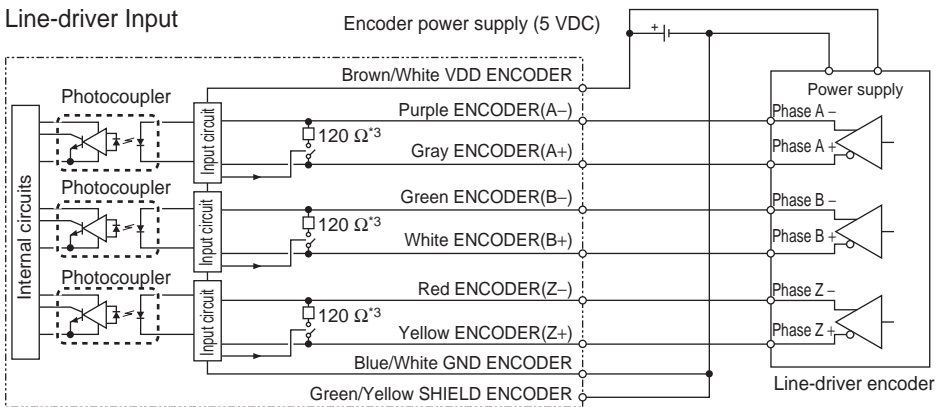 Line-driver Input
Encoder power supply (5 VDC)
+
Brown/White VDD ENCODER
Power supply
Photocoupler
Input circuit
Purple ENCODER(A−)
Phase A −
120 Ω*3
Gray ENCODER(A+)
Phase A +
Internal circuits
Photocoupler
Input circuit
Green ENCODER(B−)
Phase B −
120 Ω*3
White ENCODER(B+)
Phase B +
Photocoupler
Input circuit
Red ENCODER(Z−)
Phase Z −
120 Ω*3
Yellow ENCODER(Z+)
Phase Z +
Blue/White GND ENCODER
Green/Yellow SHIELD ENCODER
Line-driver encoder